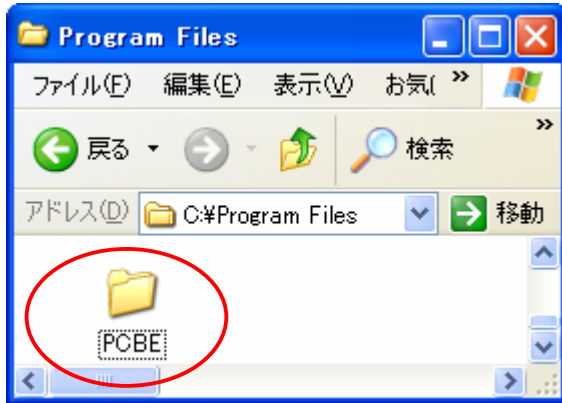 Program Files
ファイル(F) 編集(E) 表示(V) お気( »
戻る 検索 »
アドレス(D) C:¥Program Files 移動
PCBE